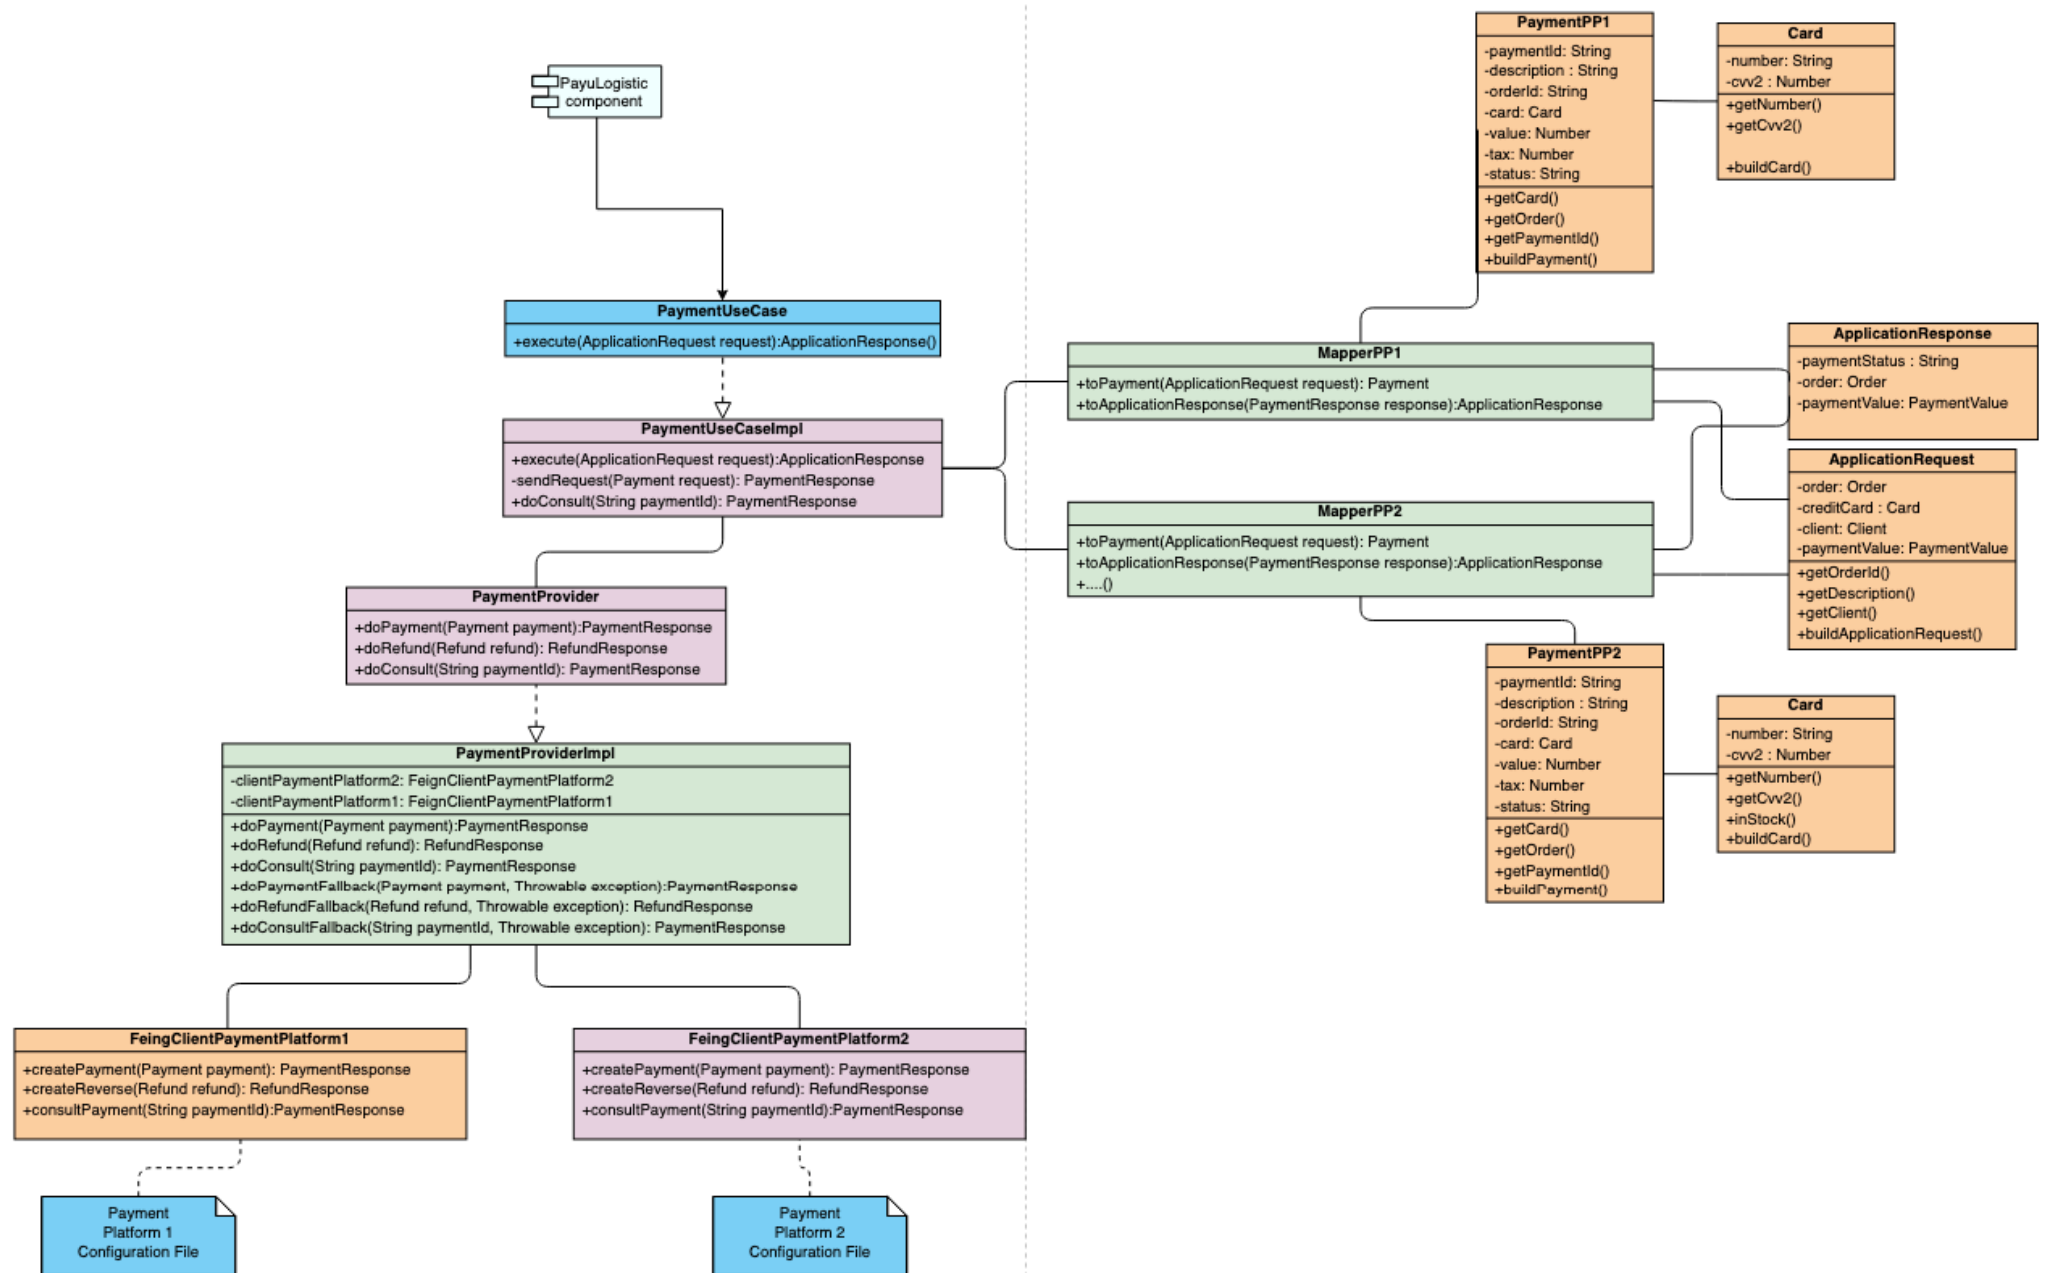 PayuLogistic
component
PaymentUseCase
+execute(ApplicationRequest request):ApplicationResponse()
PaymentUseCaseImpl
+execute(ApplicationRequest request):ApplicationResponse
-sendRequest(Payment request): PaymentResponse
+doConsult(String paymentId): PaymentResponse
PaymentProvider
+doPayment(Payment payment):PaymentResponse
+doRefund(Refund refund): RefundResponse
+doConsult(String paymentId): PaymentResponse
PaymentProviderImpl
-clientPaymentPlatform2: FeignClientPaymentPlatform2
-clientPaymentPlatform1: FeignClientPaymentPlatform1
+doPayment(Payment payment):PaymentResponse
+doRefund(Refund refund): RefundResponse
+doConsult(String paymentId): PaymentResponse
+doPaymentFallback(Payment payment, Throwable exception):PaymentResponse
+doRefundFallback(Refund refund, Throwable exception): RefundResponse
+doConsultFallback(String paymentId, Throwable exception): PaymentResponse
FeingClientPaymentPlatform1
+createPayment(Payment payment): PaymentResponse
+createReverse(Refund refund): RefundResponse
+consultPayment(String paymentId):PaymentResponse
FeingClientPaymentPlatform2
+createPayment(Payment payment): PaymentResponse
+createReverse(Refund refund): RefundResponse
+consultPayment(String paymentId):PaymentResponse
Payment
Platform 1
Configuration File
Payment
Platform 2
Configuration File
PaymentPP1
-paymentId: String
-description : String
-orderId: String
-card: Card
-value: Number
-tax: Number
-status: String
+getCard()
+getOrder()
+getPaymentId()
+buildPayment()
Card
-number: String
-cvv2 : Number
+getNumber()
+getCvv2()
+buildCard()
MapperPP1
+toPayment(ApplicationRequest request): Payment
+toApplicationResponse(PaymentResponse response):ApplicationResponse
ApplicationResponse
-paymentStatus : String
-order: Order
-paymentValue: PaymentValue
ApplicationRequest
-order: Order
-creditCard : Card
-client: Client
-paymentValue: PaymentValue
+getOrderId()
+getDescription()
+getClient()
+buildApplicationRequest()
MapperPP2
+toPayment(ApplicationRequest request): Payment
+toApplicationResponse(PaymentResponse response):ApplicationResponse
+....()
PaymentPP2
-paymentId: String
-description : String
-orderId: String
-card: Card
-value: Number
-tax: Number
-status: String
+getCard()
+getOrder()
+getPaymentId()
+buildPayment()
Card
-number: String
-cvv2 : Number
+getNumber()
+getCvv2()
+inStock()
+buildCard()